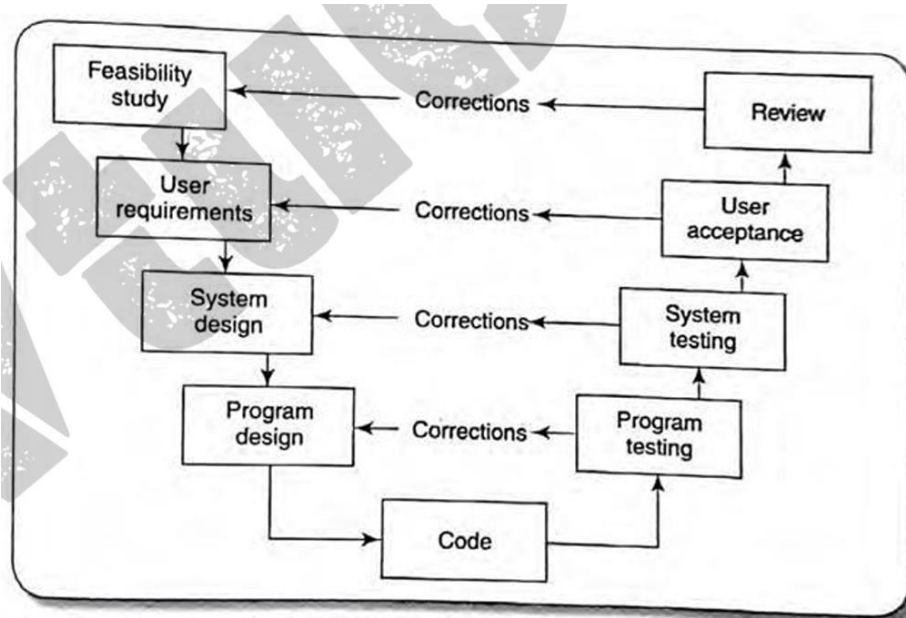 Feasibility
study
Corrections
Review
User
requirements
Corrections
User
acceptance
System
design
Corrections
System
testing
Program
design
Corrections
Program
testing
Code